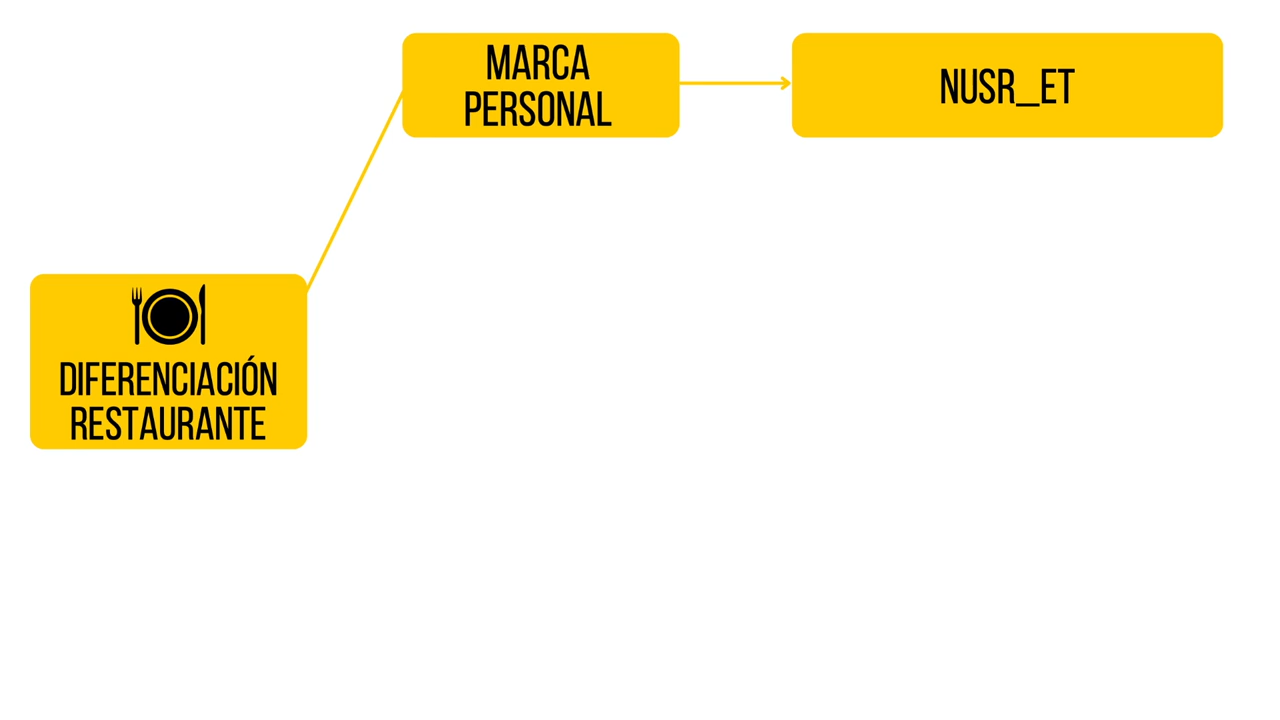 MARCA
PERSONAL
NUSR_ET
DIFERENCIACIÓN
RESTAURANTE